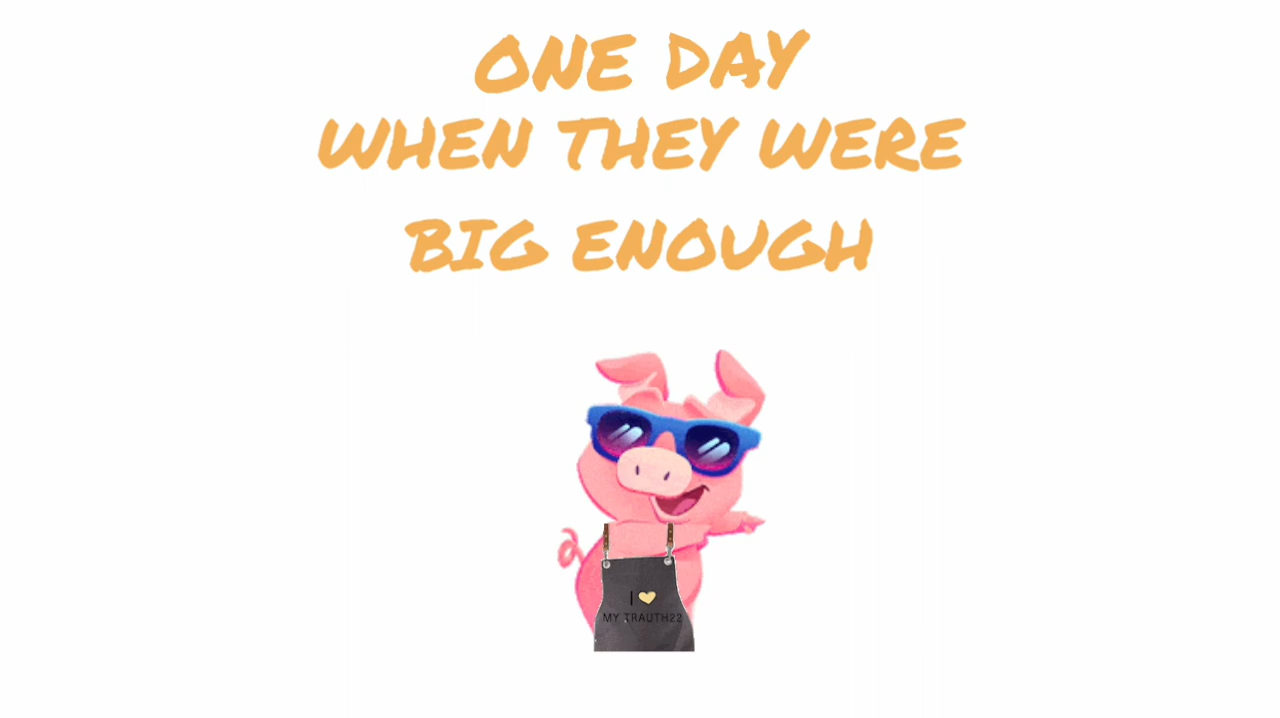 ONE DAY
WHEN THEY WERE
BIG ENOUGH
I
MY TRAUTH22